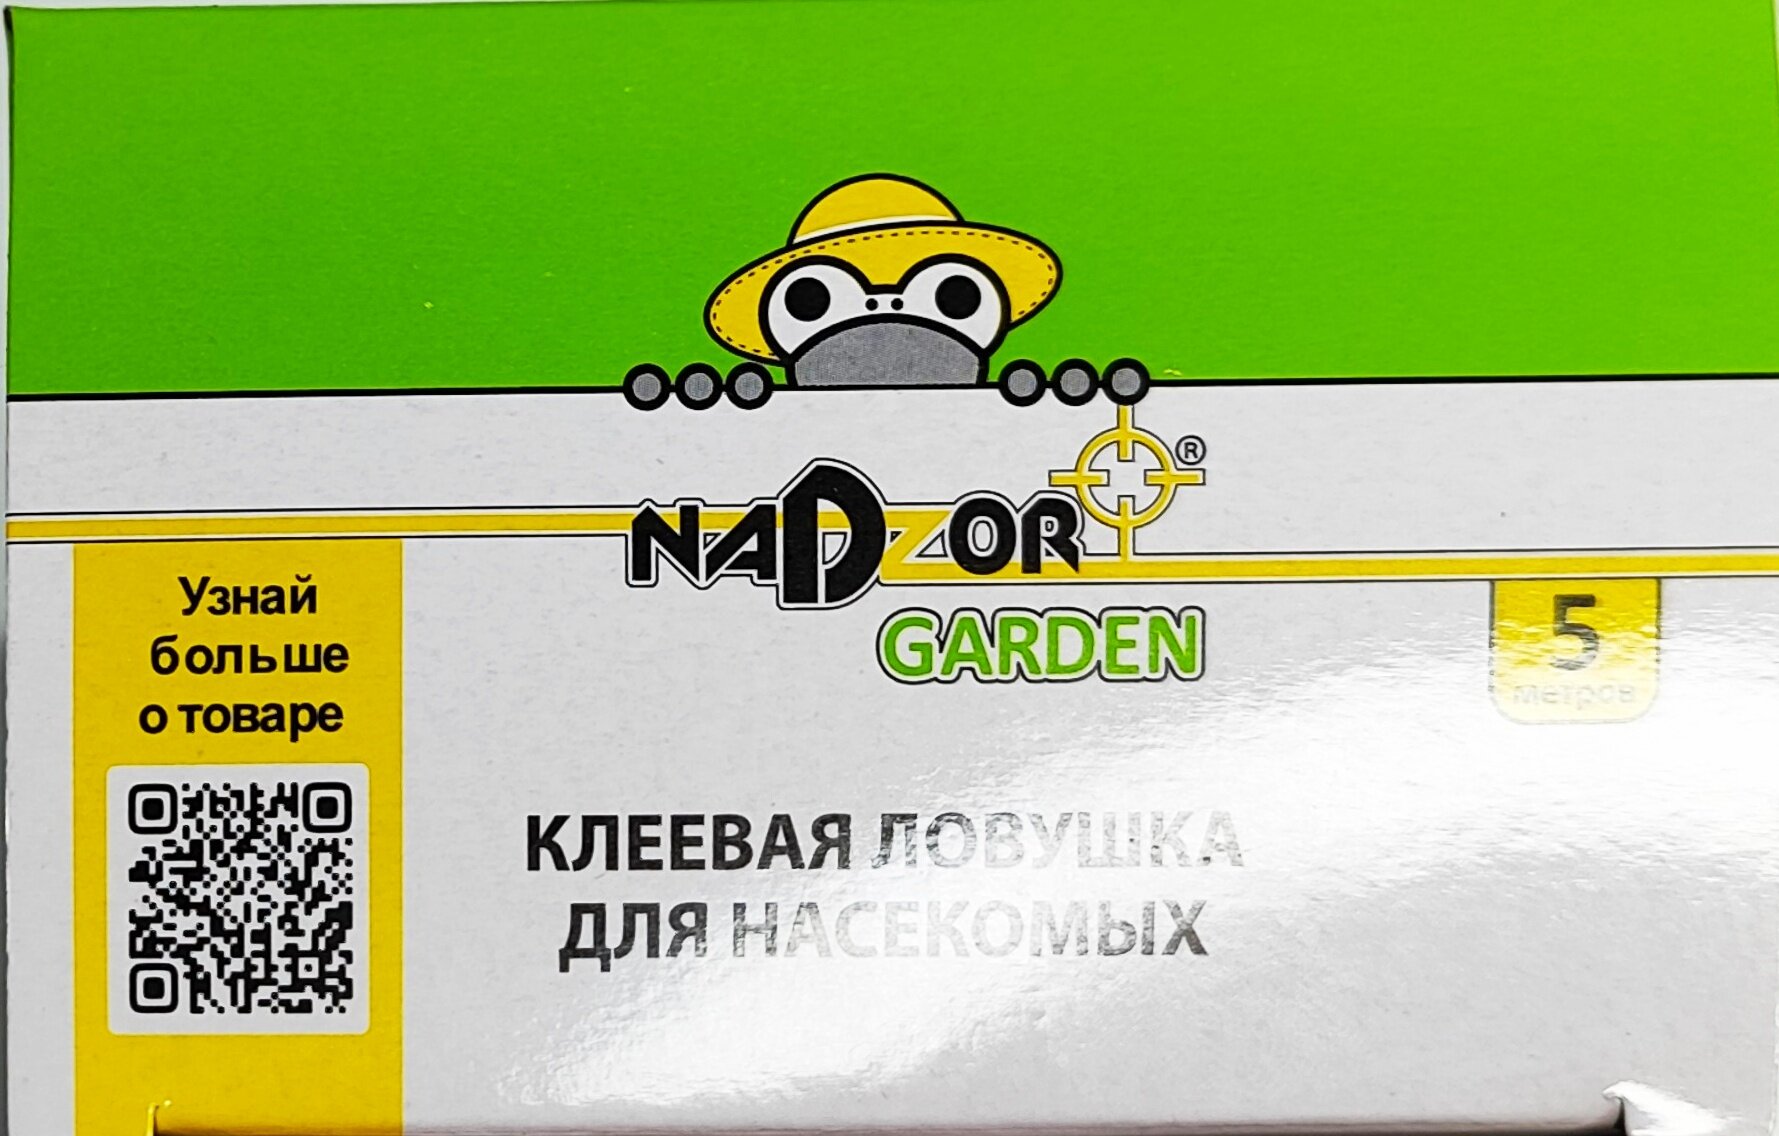 NADZOR®
GARDEN
Узнай
больше
о товаре
5
метров
КЛЕЕВАЯ ЛОВУШКА
ДЛЯ НАСЕКОМЫХ